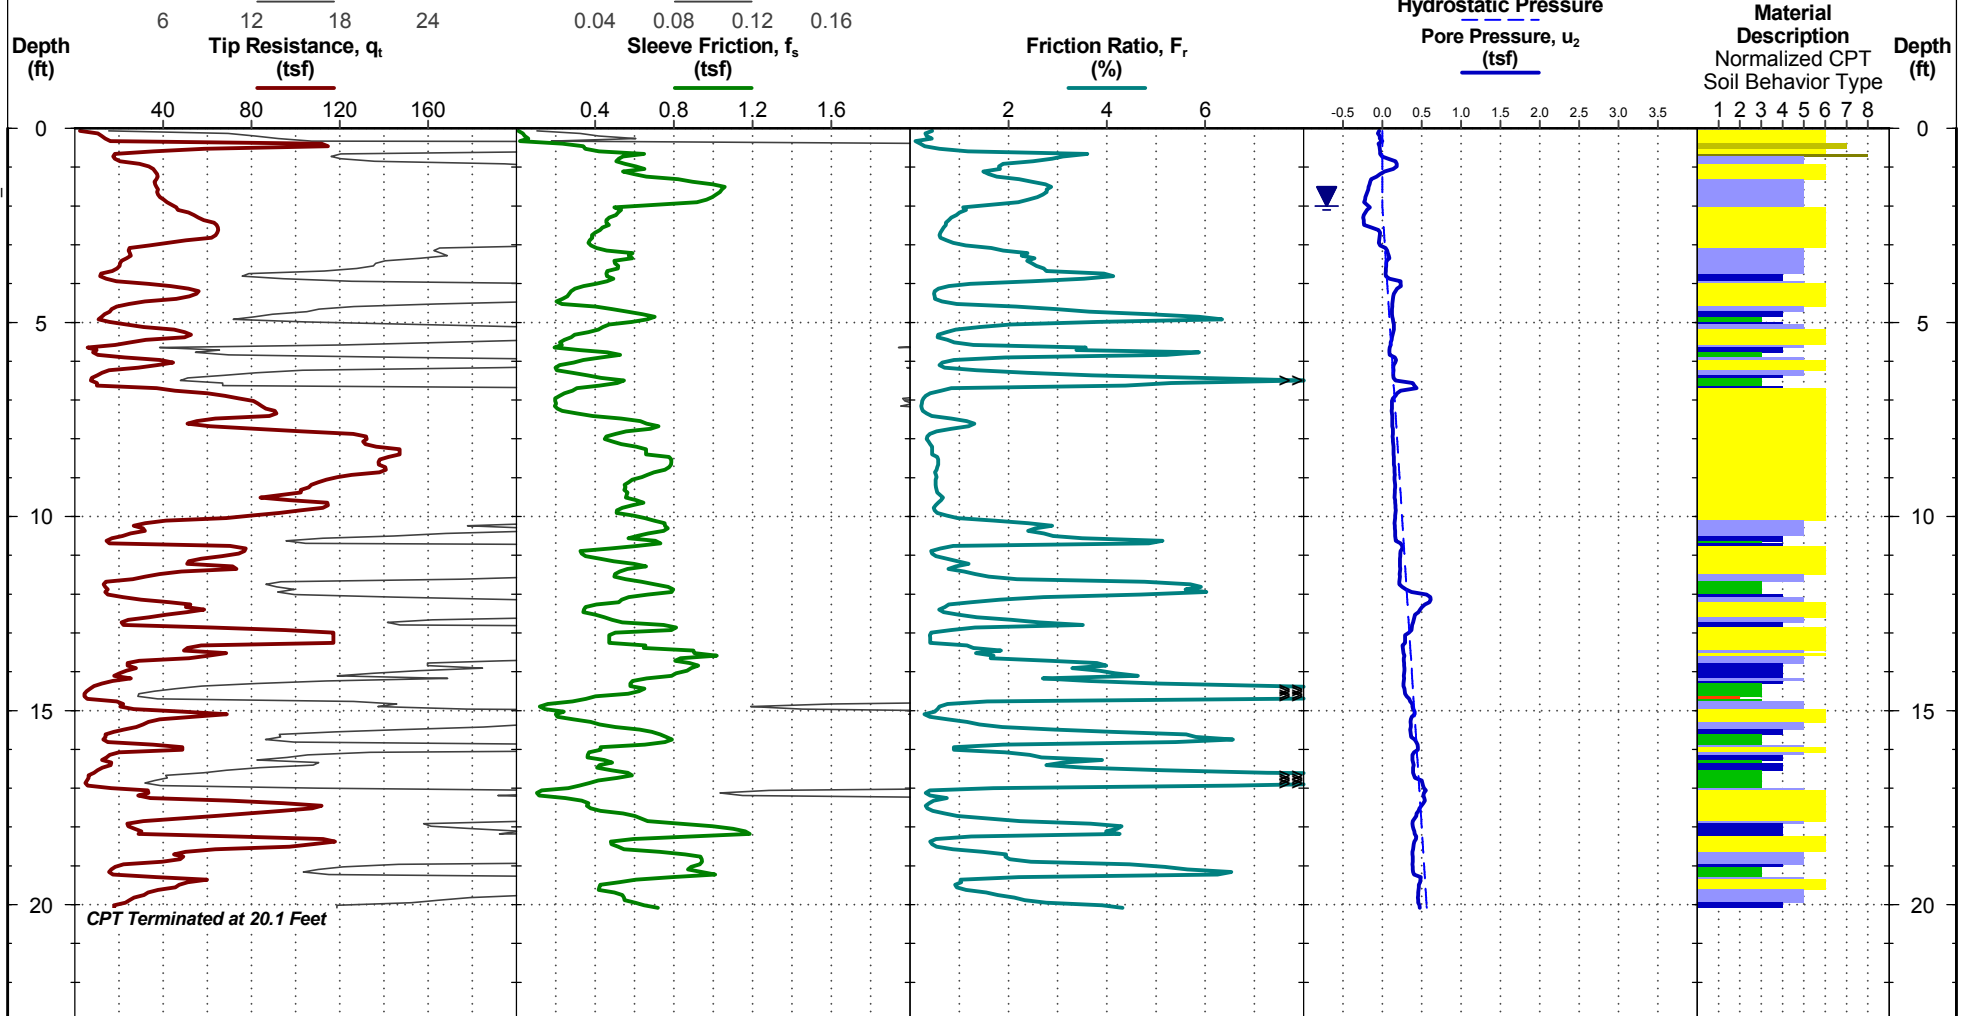 6 12 18 24
0.04 0.08 0.12 0.16
Hydrostatic Pressure
Depth
(ft)
Tip Resistance, qt
(tsf)
Sleeve Friction, fs
(tsf)
Friction Ratio, Fr
(%)
Pore Pressure, u2
(tsf)
Material
Description
Normalized CPT
Soil Behavior Type
Depth
(ft)
40 80 120 160
0.4 0.8 1.2 1.6
2 4 6
-0.5 0.0 0.5 1.0 1.5 2.0 2.5 3.0 3.5
1 2 3 4 5 6 7 8
0 0
5 5
10 10
15 15
20 20
CPT Terminated at 20.1 Feet